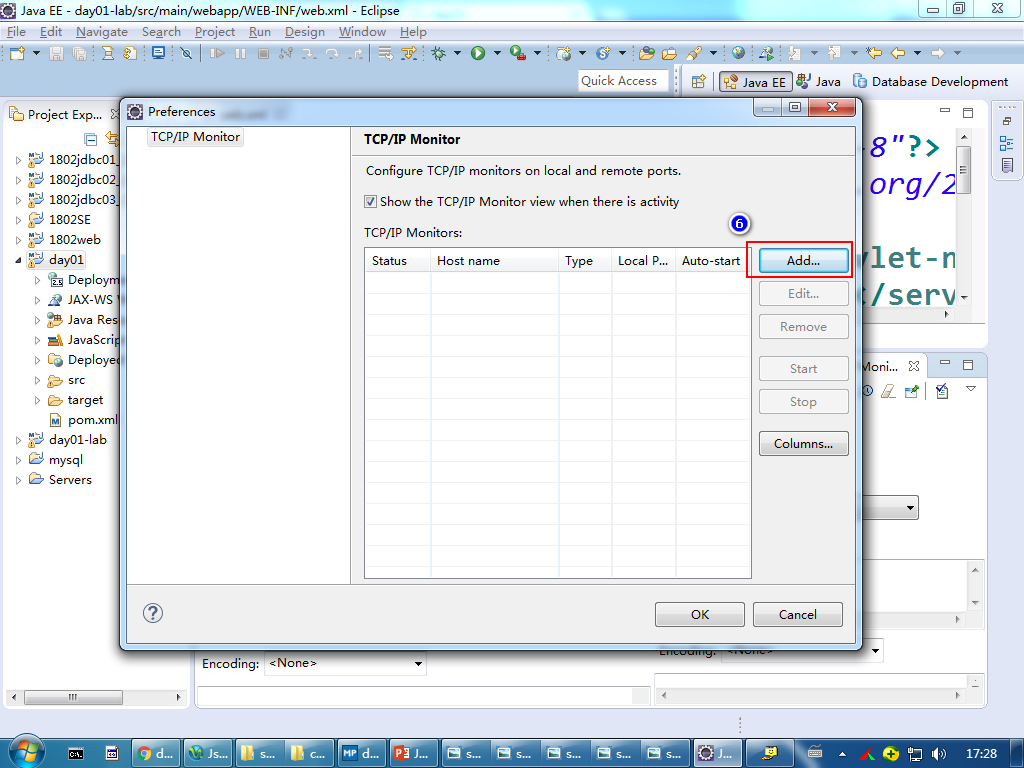 Java EE - day01-lab/src/main/webapp/WEB-INF/web.xml - Eclipse
File Edit Navigate Search Project Run Design Window Help
Quick Access
Java EE
Java
Database Development
Project Exp...
Preferences
TCP/IP Monitor
TCP/IP Monitor
Configure TCP/IP monitors on local and remote ports.
Show the TCP/IP Monitor view when there is activity
6
TCP/IP Monitors:
Status Host name Type Local P... Auto-start
Add...
Edit...
Remove
Start
Stop
Columns...
OK
Cancel
1802jdbc01_
1802jdbc02_
1802jdbc03_
1802SE
1802web
day01
Deploym
JAX-WS
Java Res
JavaScrip
Deployed
src
target
pom.xml
day01-lab
mysql
Servers
-8"?>
org/2
vlet-n
/serv
Moni...
Encoding: <None>
Encoding: <None>
d...
Js...
s...
c...
MP d...
J...
s...
s...
s...
s...
s...
J...
17:28